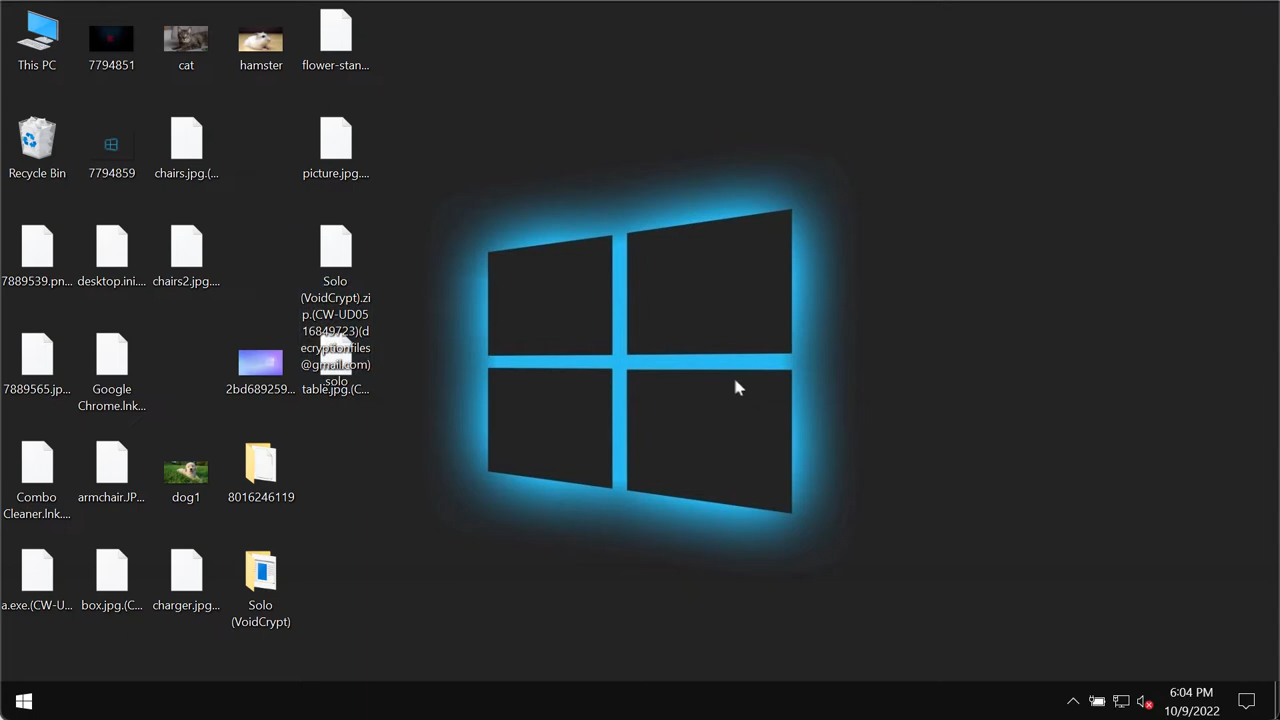 This PC
7794851
cat
hamster
flower-stan...
Recycle Bin
7794859
chairs.jpg.(...
picture.jpg....
7889539.pn...
desktop.ini....
chairs2.jpg....
Solo
(VoidCrypt).zi
p.(CW-UD05
16849723)(d
ecryptionfiles
@gmail.com)
.solo
7889565.jp...
Google
Chrome.lnk...
2bd689259...
table.jpg.(C...
Combo
Cleaner.lnk....
armchair.JP...
dog1
8016246119
a.exe.(CW-U...
box.jpg.(C...
charger.jpg...
Solo
(VoidCrypt)
6:04 PM
10/9/2022